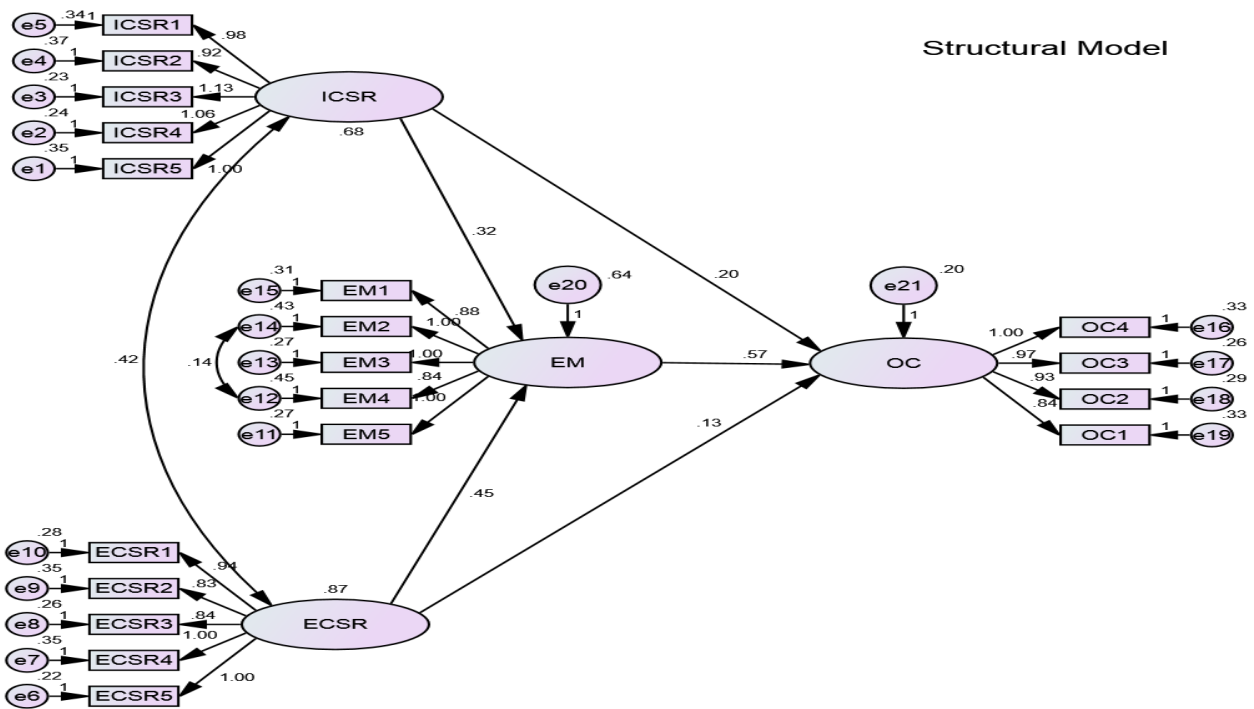 Structural Model
.34 1
e5 ICSR1
.98
.37
1
e4 ICSR2
.92
.23
1
e3 ICSR3
1.13
ICSR
.68
.24
1
e2 ICSR4
1.06
.35
1
e1 ICSR5
1.00
.32
.20
.42
.31
1
e15 EM1
.88
.43
1
e14 EM2
1.00
.14
.27
1
e13 EM3
1.00
.45
1
e12 EM4
.84
.27
1
e11 EM5
1.00
e20
.64
1
EM
.57
e21
.20
1
OC
1.00
OC4
1
e16
.33
.97
OC3
1
e17
.26
.93
OC2
1
e18
.29
.84
OC1
1
e19
.33
.13
.45
.28
1
e10 ECSR1
.94
.35
1
e9 ECSR2
.83
.26
1
e8 ECSR3
.84
.87
ECSR
.35
1
e7 ECSR4
1.00
.22
1
e6 ECSR5
1.00